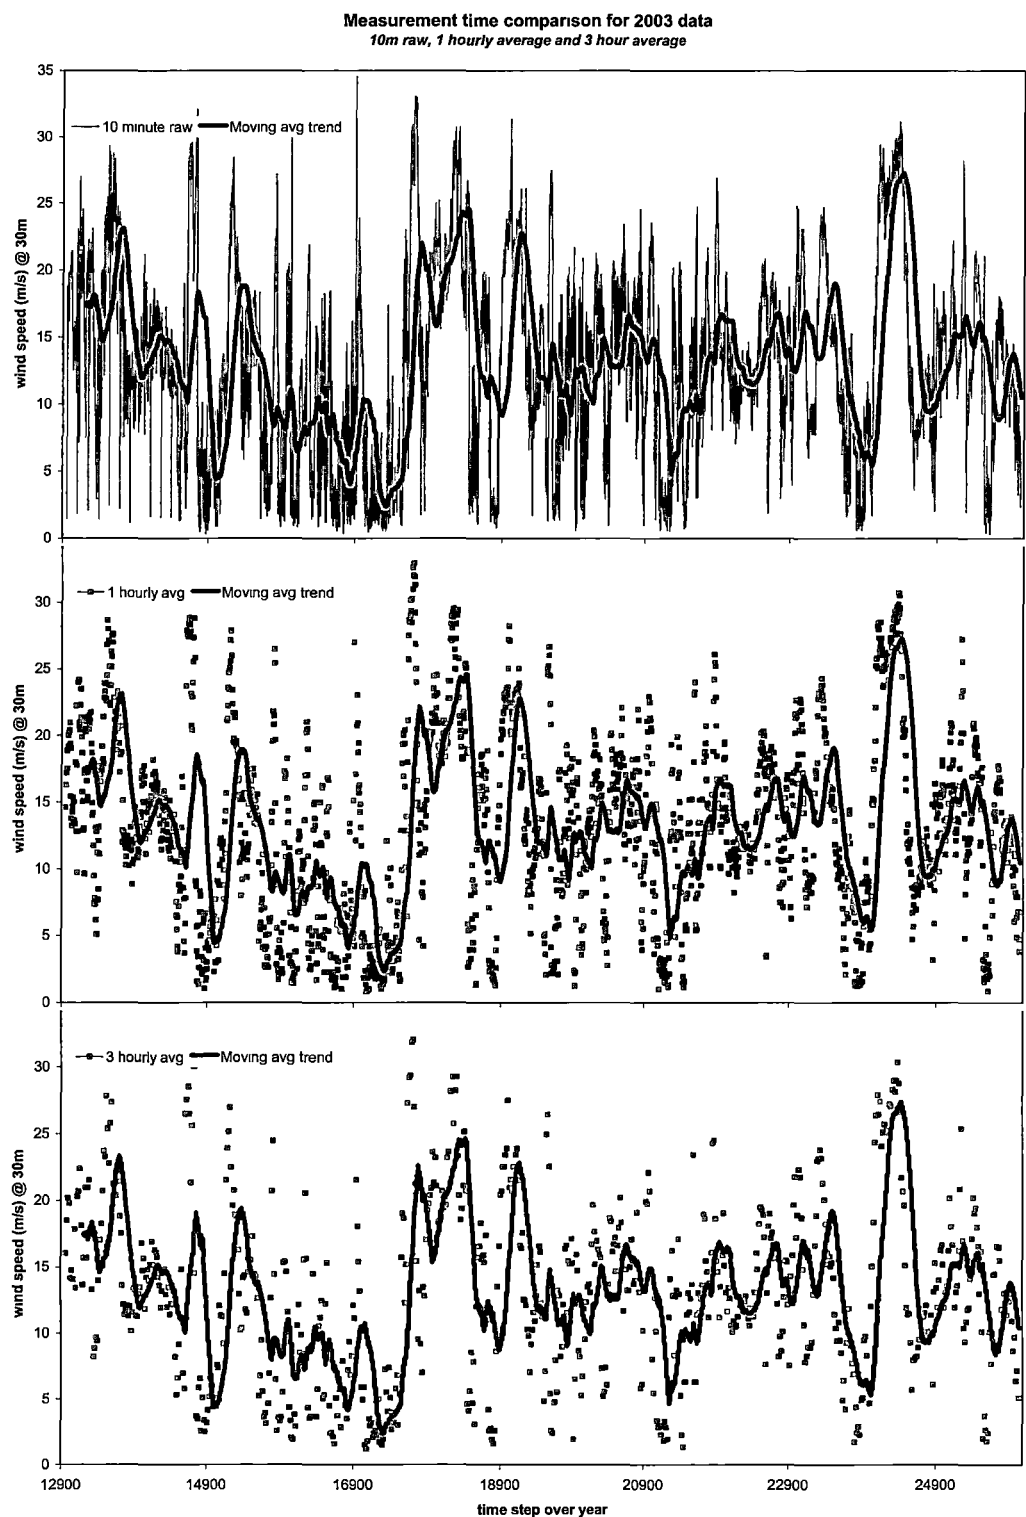 Measurement time comparison for 2003 data
10m raw, 1 hourly average and 3 hour average
35
30
25
20
15
10
5
0
wind speed (m/s) @ 30m
10 minute raw
Moving avg trend
30
25
20
15
10
5
0
wind speed (m/s) @ 30m
1 hourly avg
Moving avg trend
30
25
20
15
10
5
0
wind speed (m/s) @ 30m
3 hourly avg
Moving avg trend
12900 14900 16900 18900 20900 22900 24900
time step over year